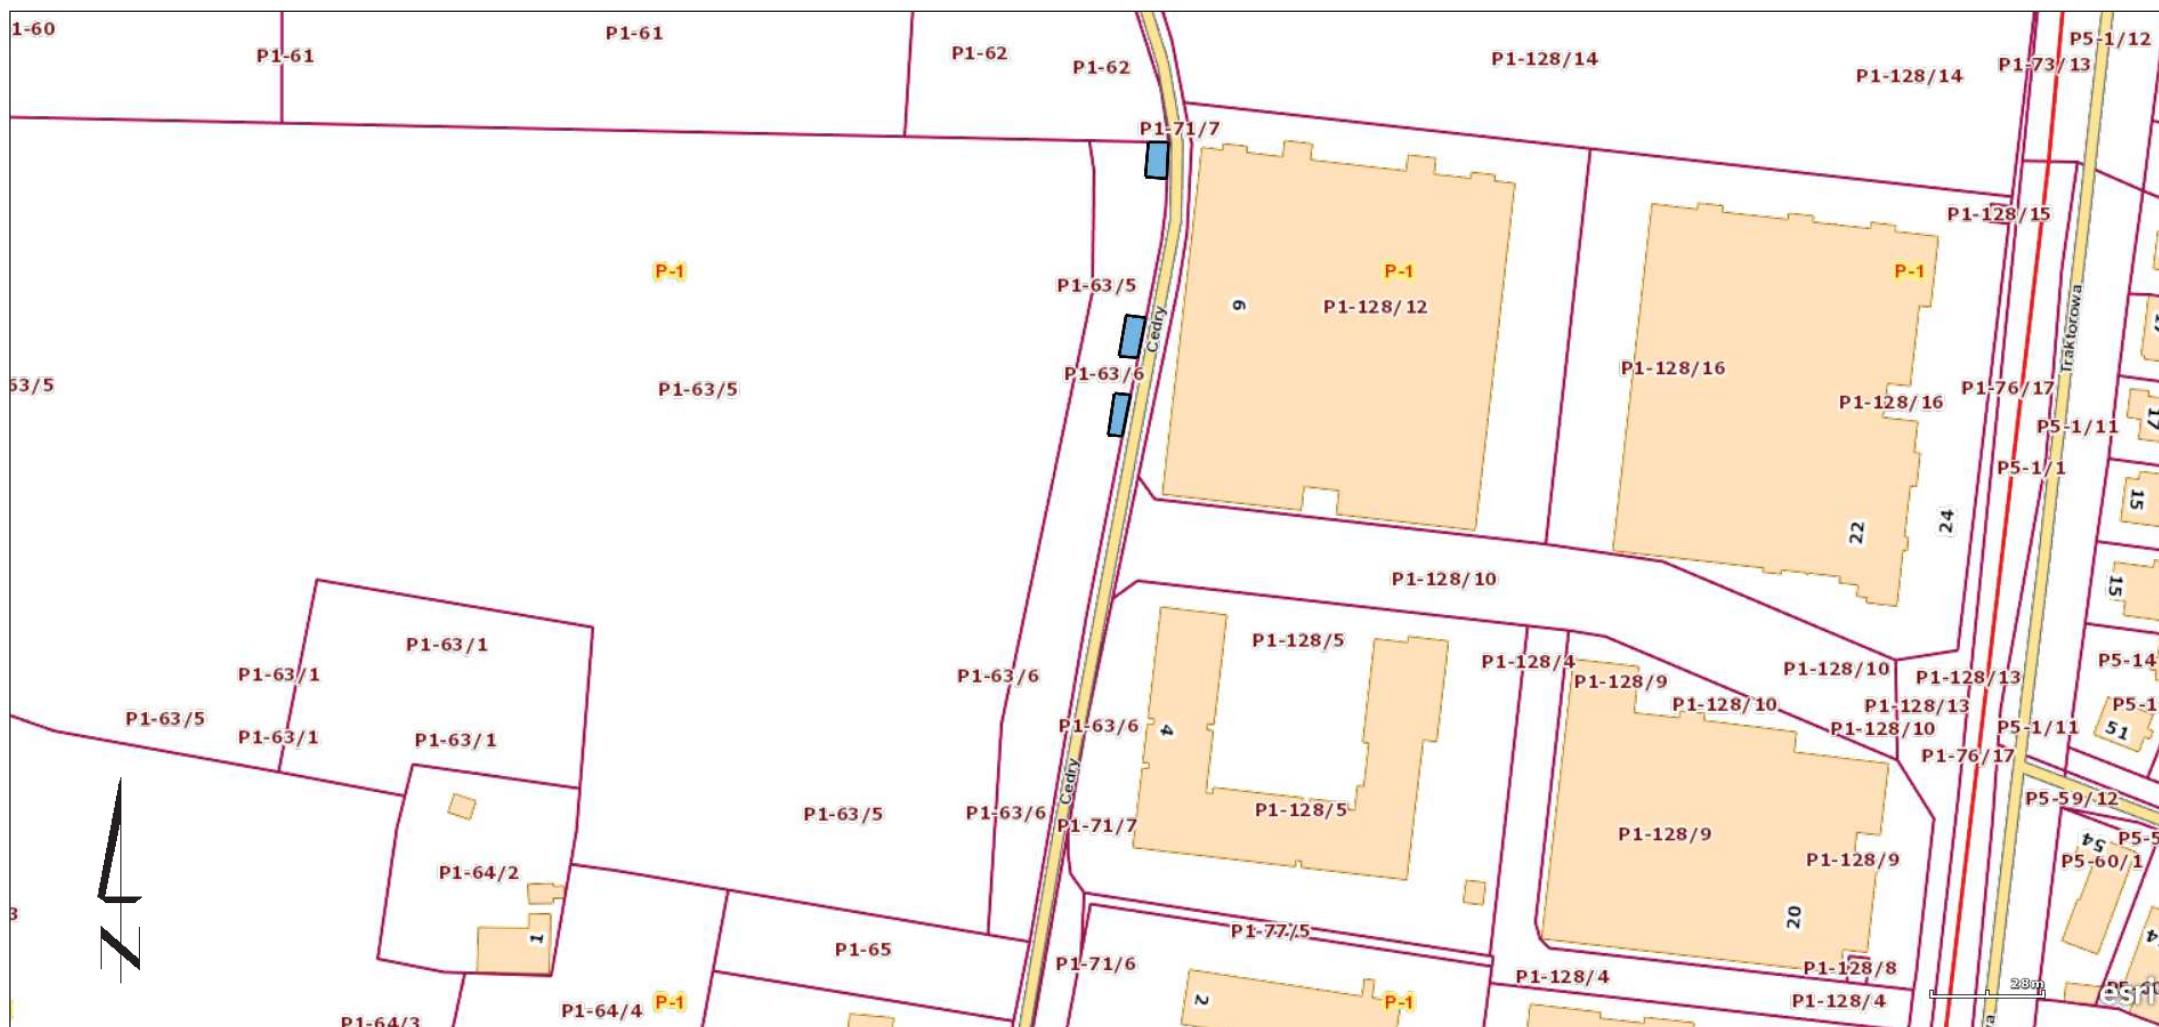 1-60
P1-61
P1-61
P1-62
P1-62
P1-128/14
P1-128/14
P1-73/13
P5-1/12
P1-71/7
P1-128/15
P-1
P1-63/5
P-1
P-1
6
P1-128/12
Cedry
Traktorowa
63/5
P1-63/5
P1-63/6
P1-128/16
P1-128/16
P1-76/17
P5-1/11
17
P5-1/1
15
22
24
15
P1-128/10
P1-63/1
P1-63/1
P1-63/6
P1-128/5
P1-128/4
P1-128/9
P1-128/10
P1-128/13
P5-14
P1-63/5
P1-63/1
P1-63/1
P1-63/6
4
P1-128/10
P1-128/13
P1-128/10
P5-1/11
P5-1
51
P1-76/17
Cedry
P1-63/5
P1-63/6
P1-71/7
P1-128/5
P1-128/9
P1-128/9
P5-59/12
54
P5-5
P5-60/1
P1-64/2
3
1
P1-65
P1-77/5
20
P1-71/6
P1-128/4
P1-128/8
P1-64/3
P1-64/4
P-1
2
P-1
P1-128/4
28m
esri
N